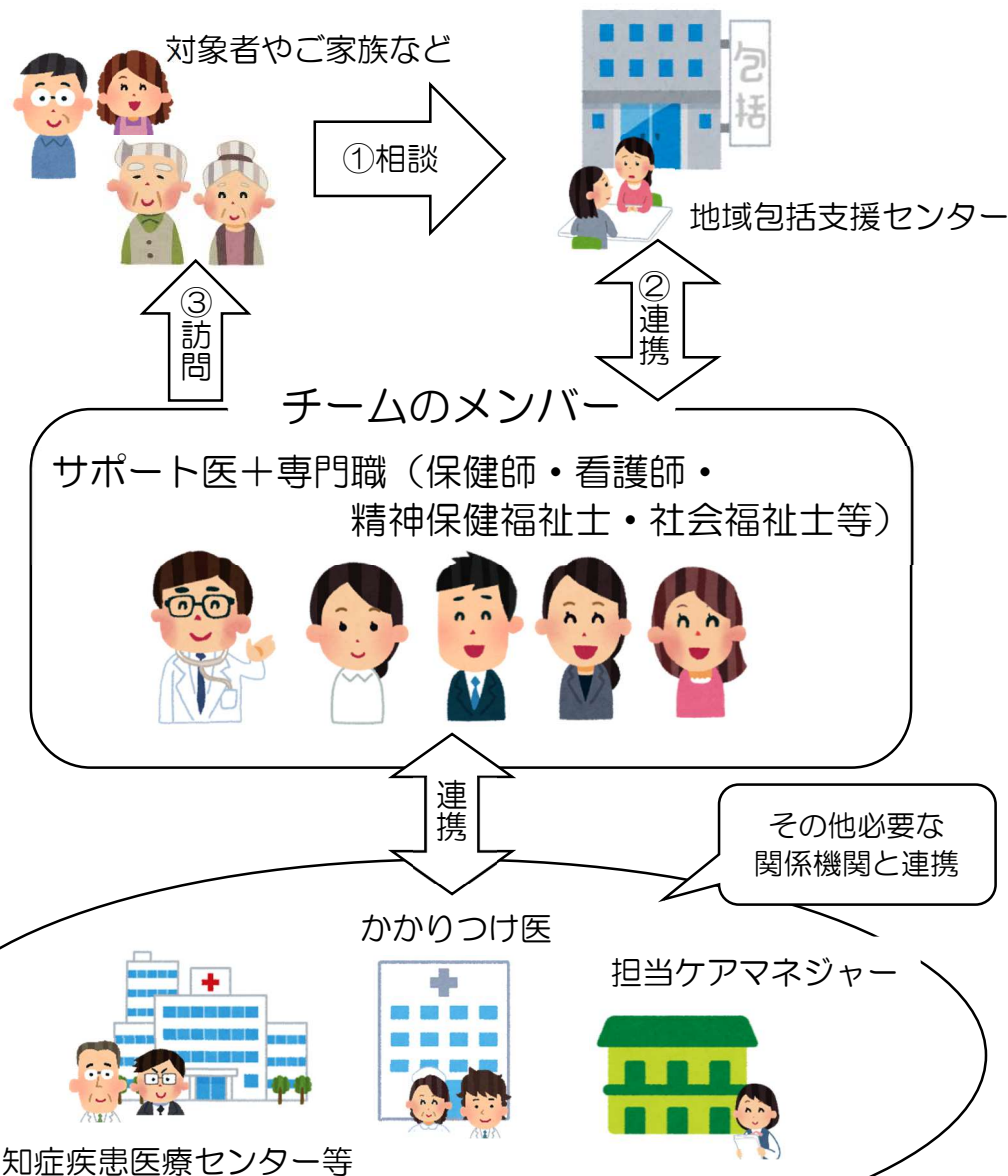 対象者やご家族など
包括
①相談
地域包括支援センター
②連携
③訪問
チームのメンバー
サポート医＋専門職（保健師・看護師・
精神保健福祉士・社会福祉士等）
連携
その他必要な
関係機関と連携
かかりつけ医
担当ケアマネジャー
知症疾患医療センター等